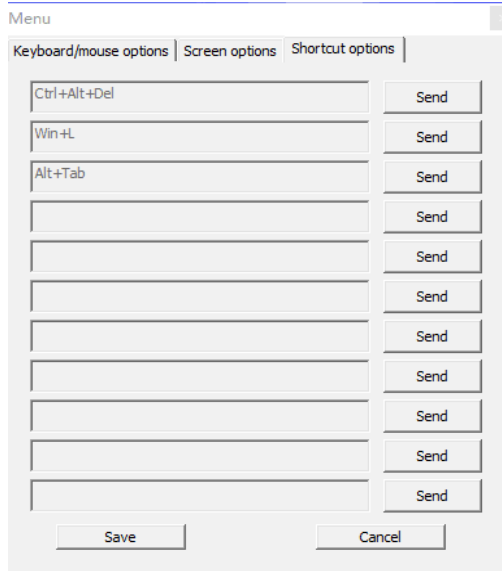 Menu
Keyboard/mouse options Screen options Shortcut options
Ctrl+Alt+Del Send
Win+L Send
Alt+Tab Send
Send
Send
Send
Send
Send
Send
Send
Send
Save Cancel